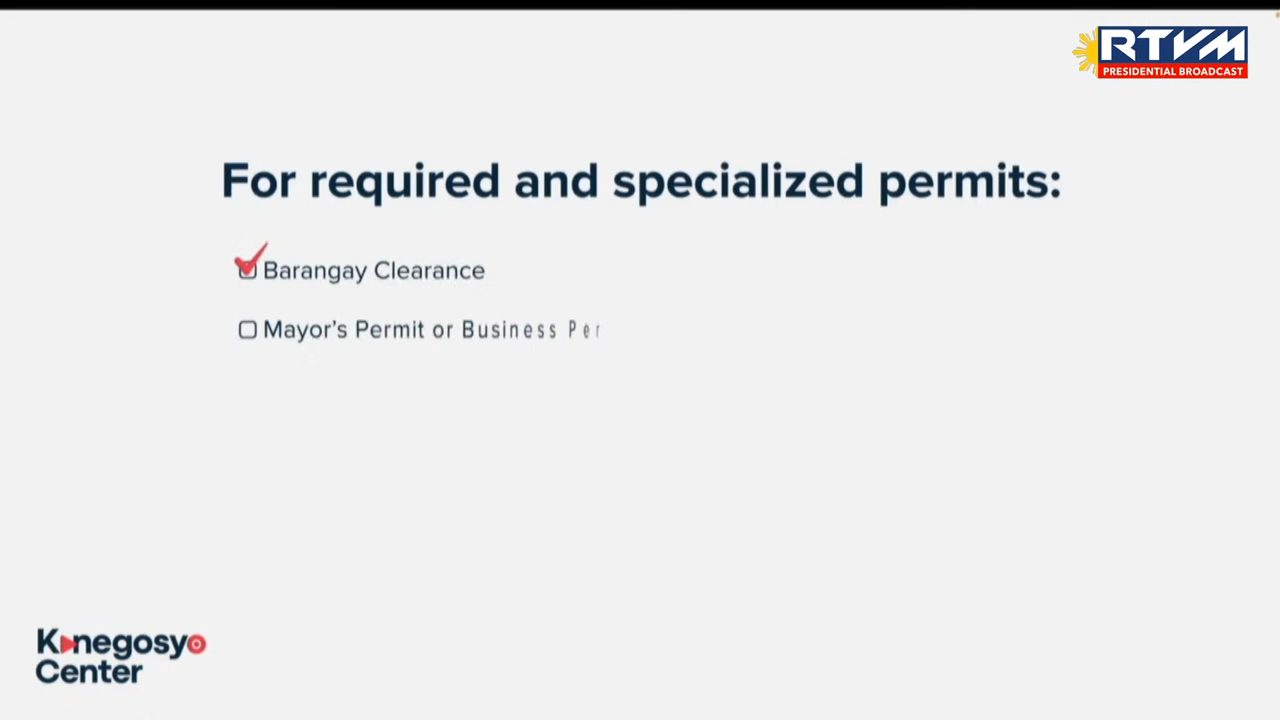 RTVM
PRESIDENTIAL BROADCAST
For required and specialized permits:
Barangay Clearance
Mayor's Permit or Business Per
Konegosyo
Center